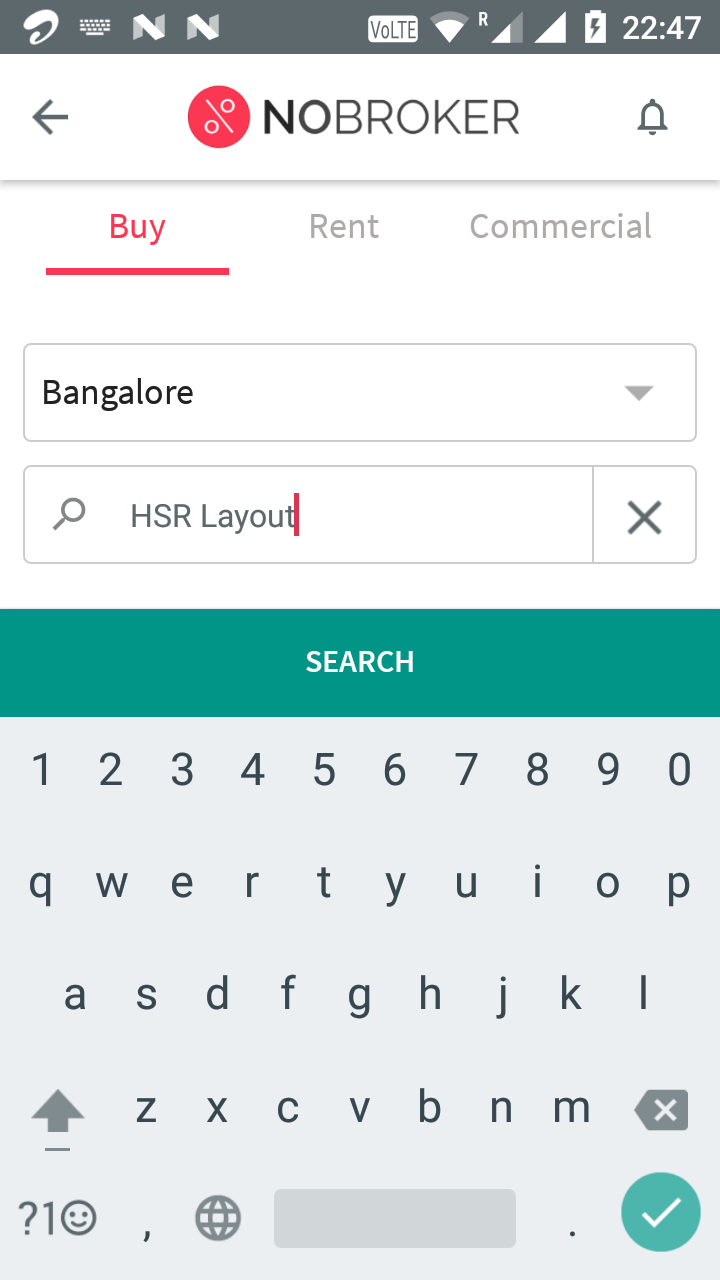 VoLTE R 22:47
NOBROKER
Buy Rent Commercial
Bangalore
HSR Layout
SEARCH
1 2 3 4 5 6 7 8 9 0
q w e r t y u i o p
a s d f g h j k l
z x c v b n m
?1 , .